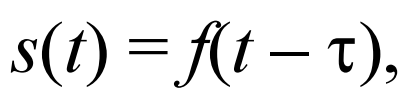 s(t) = f(t − τ),